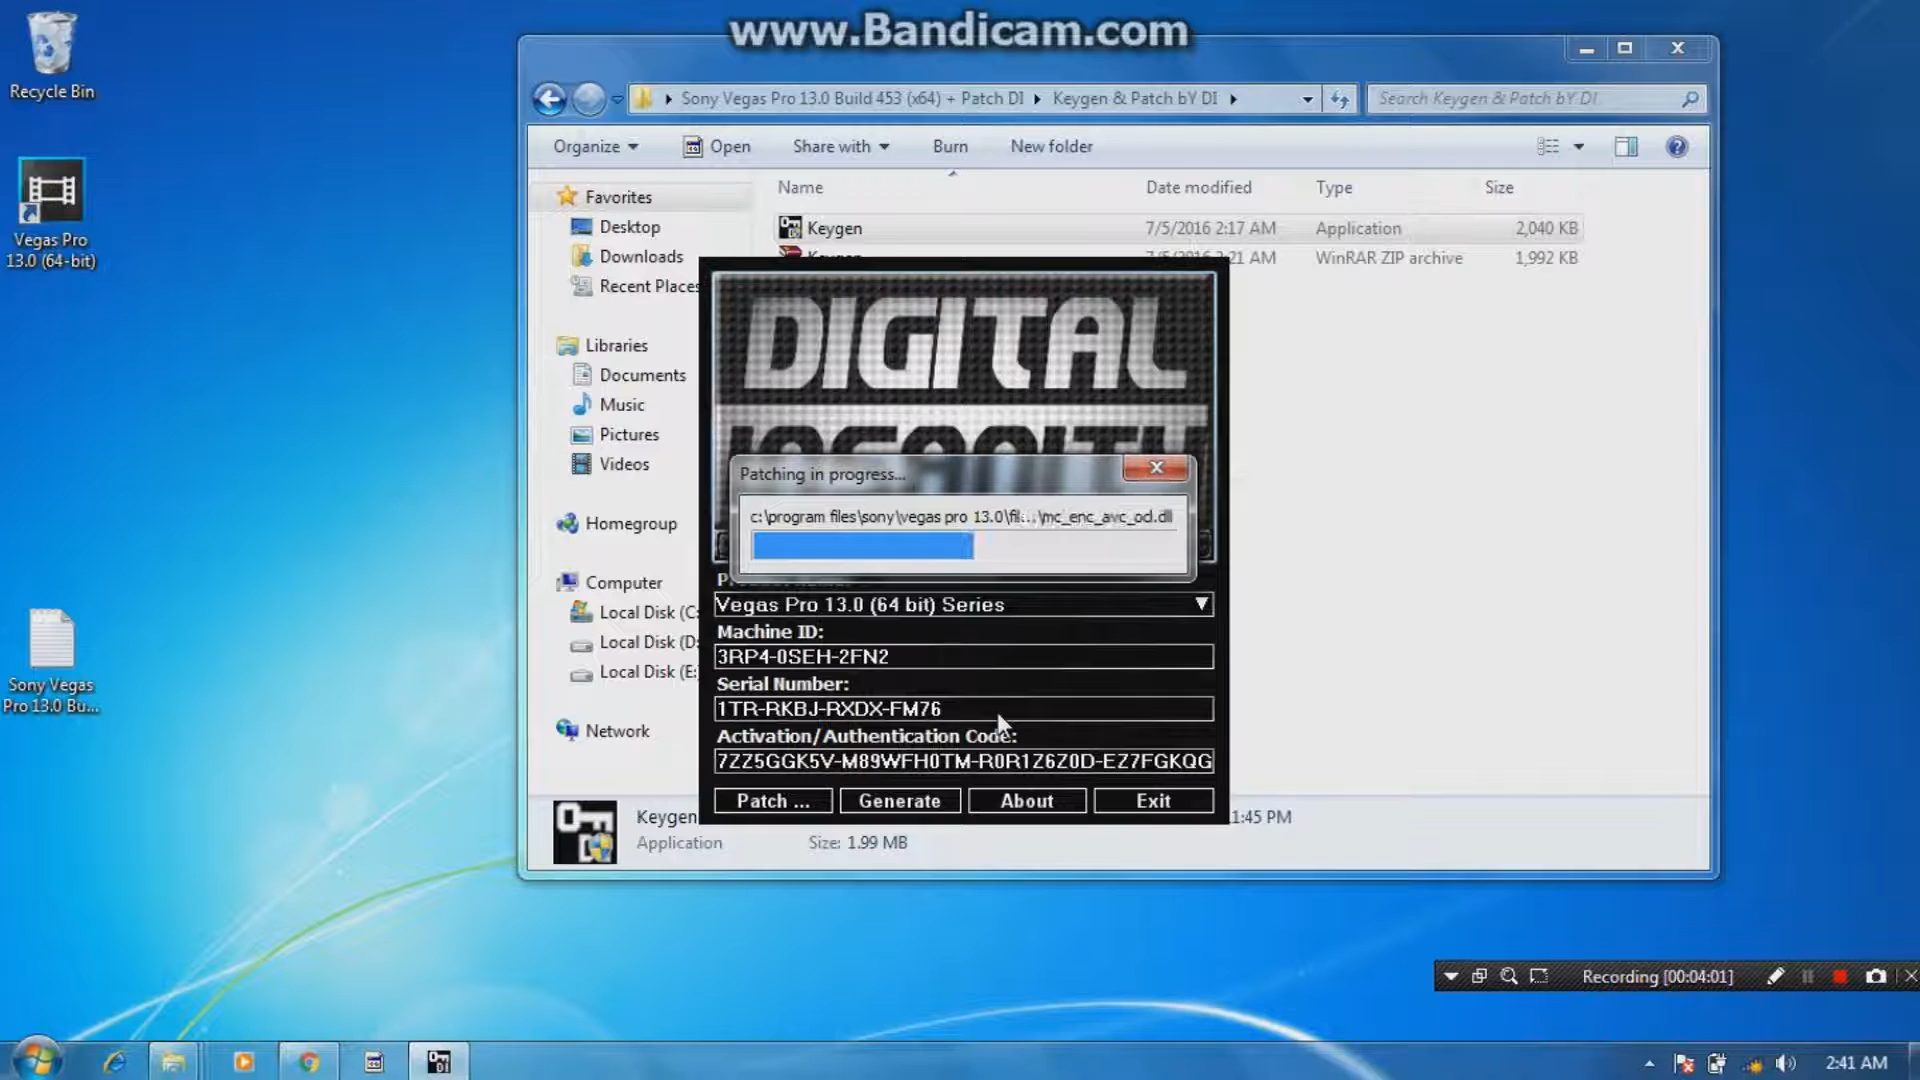 www.Bandicam.com
Recycle Bin
Vegas Pro
13.0 (64-bit)
Sony Vegas
Pro 13.0 Bu...
Sony Vegas Pro 13.0 Build 453 (x64) + Patch DI
Keygen & Patch bY DI
Search Keygen & Patch bY DI
Organize
Open
Share with
Burn
New folder
Name
Date modified
Type
Size
Favorites
Desktop
Downloads
Recent Places
Libraries
Documents
Music
Pictures
Videos
Homegroup
Computer
Local Disk (C:
Local Disk (D:
Local Disk (E:
Network
Keygen 7/5/2016 2:17 AM Application 2,040 KB
Keygen 7/5/2016 2:21 AM WinRAR ZIP archive 1,992 KB
DIGITAL
INSANITY
Patching in progress...
c:\program files\sony\vegas pro 13.0\fil...\mc_enc_avc_od.dll
Vegas Pro 13.0 (64 bit) Series
Machine ID:
3RP4-0SEH-2FN2
Serial Number:
1TR-RKBJ-RXDX-FM76
Activation/Authentication Code:
7ZZ5GGK5V-M89WFH0TM-R0R1Z6Z0D-EZ7FGKQG
Patch ...
Generate
About
Exit
Keygen
1:45 PM
Application
Size: 1.99 MB
Recording [00:04:01]
2:41 AM